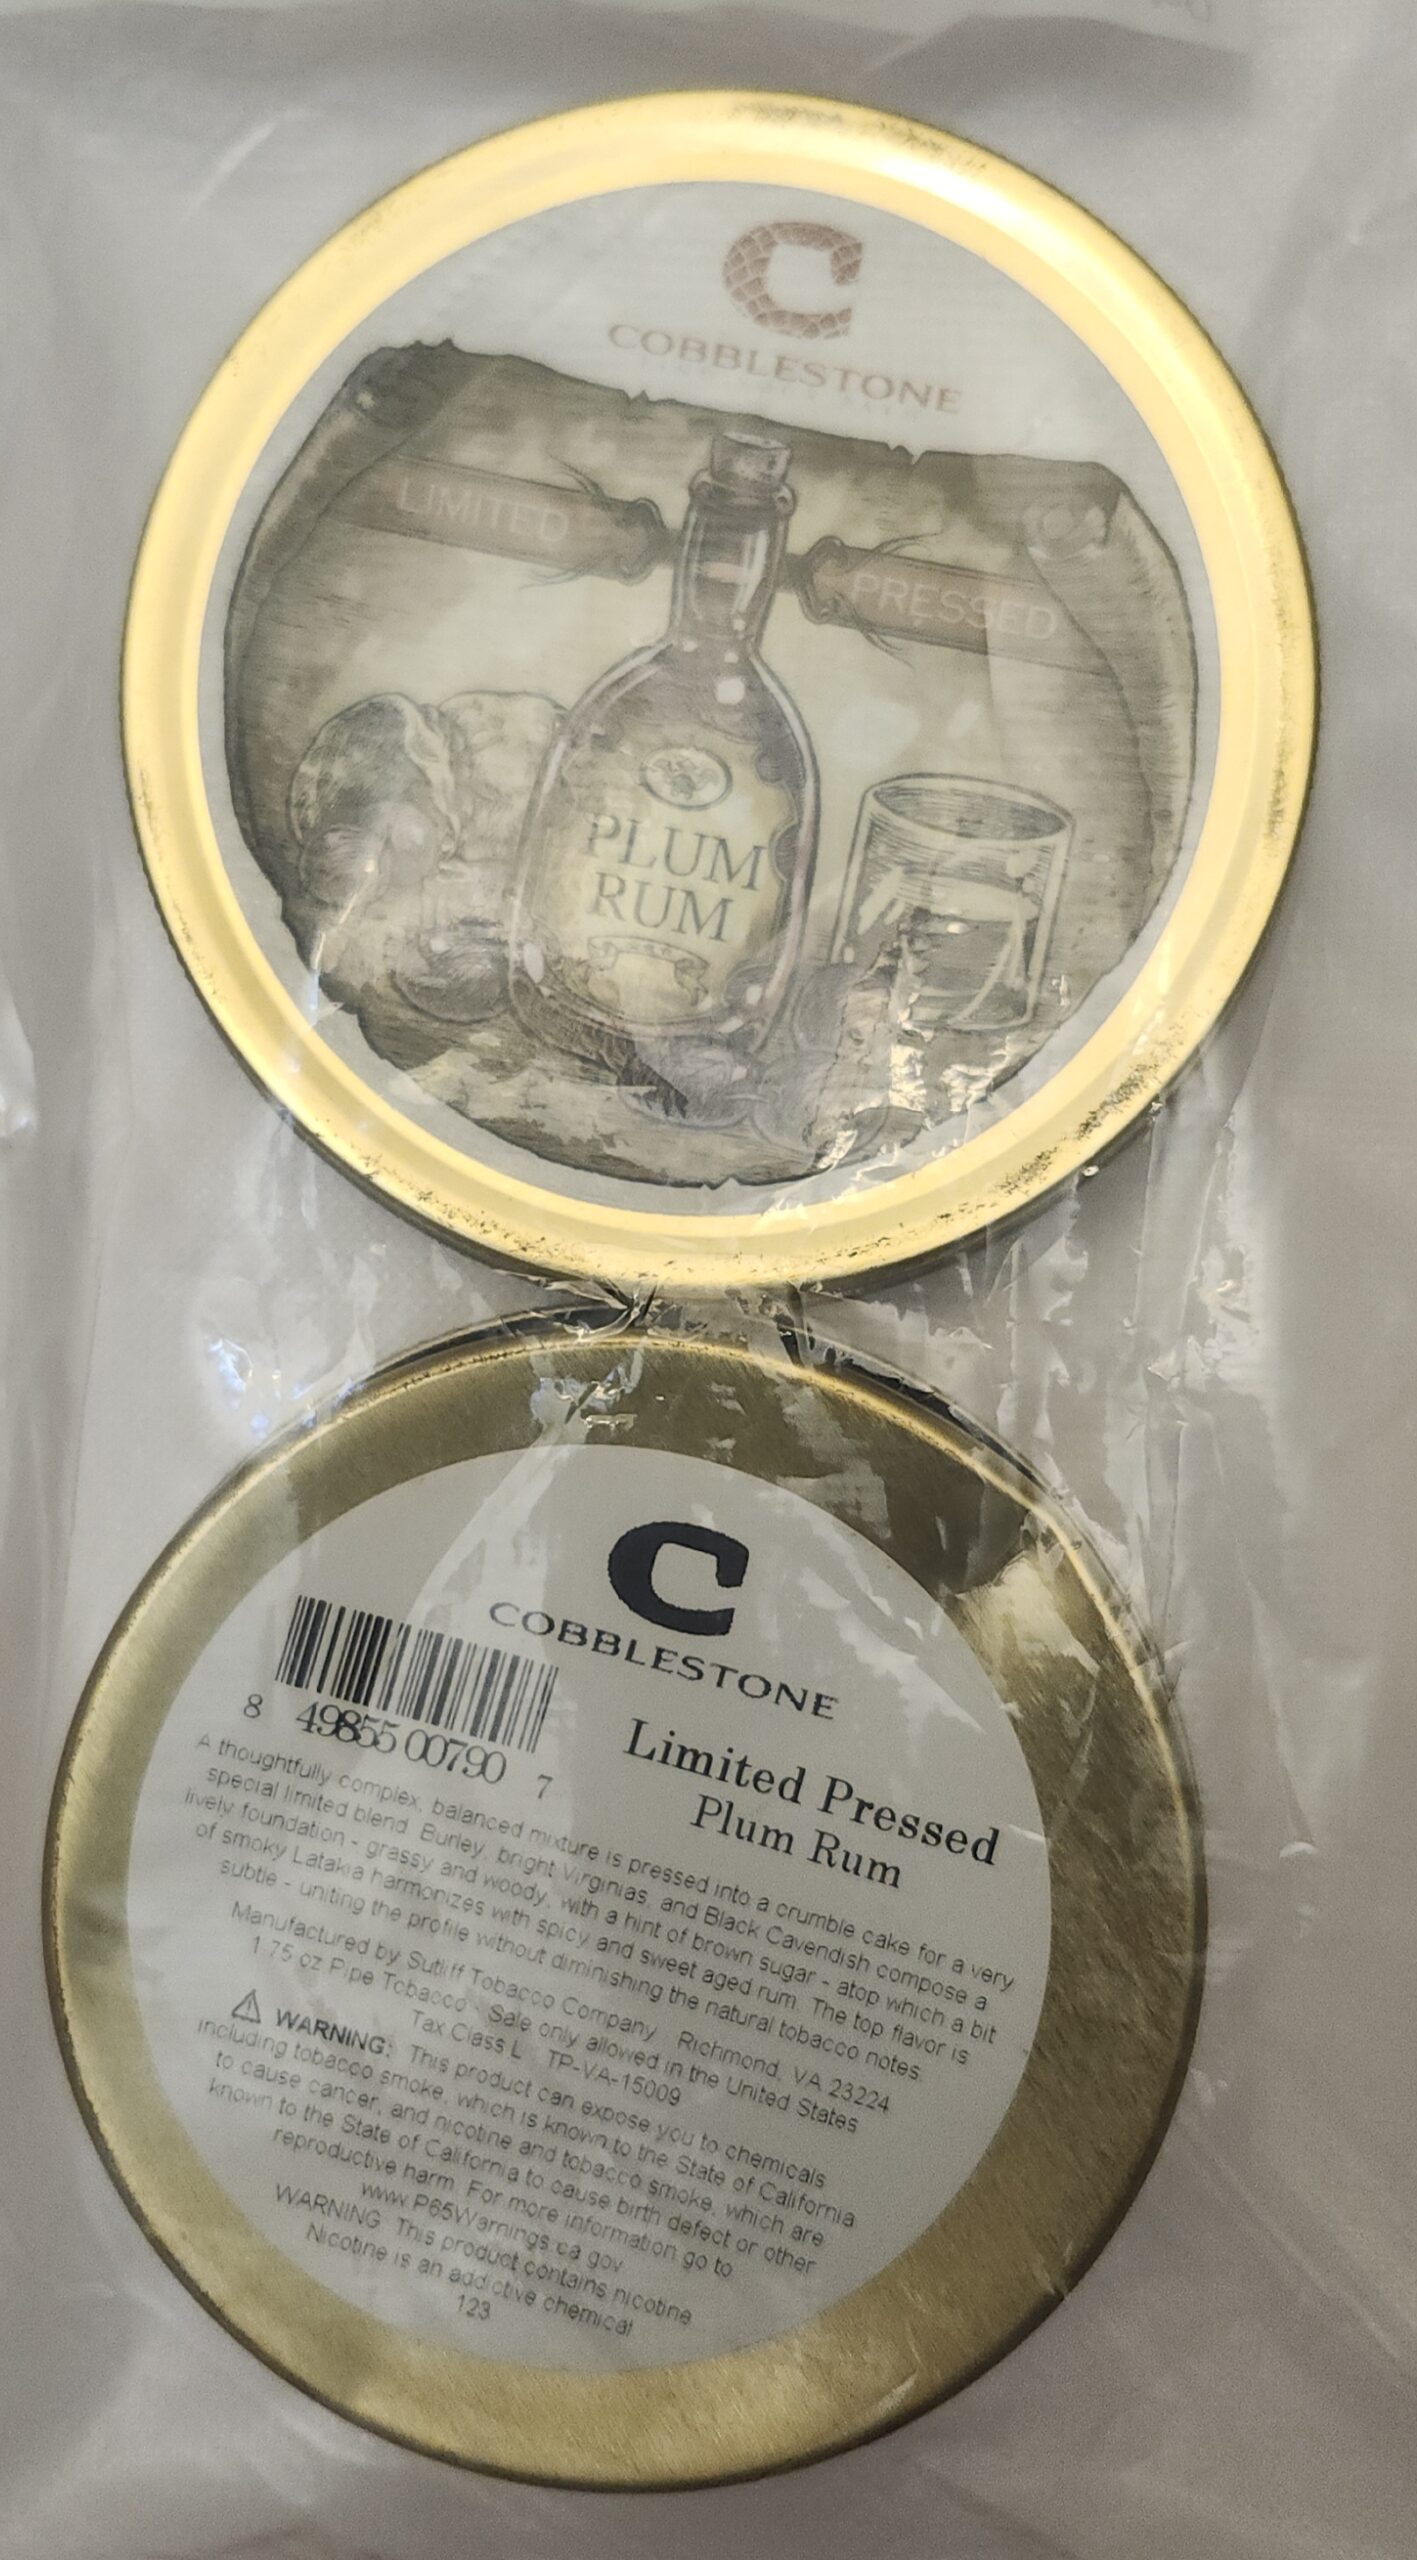 C
COBBLESTONE
LIMITED
PRESSED
PLUM
RUM
C
COBBLESTONE
8 49855 00790 7
Limited Pressed
Plum Rum
A thoughtfully complex, balanced mixture is pressed into a crumble cake for a very
special limited blend. Burley, bright Virginias, and Black Cavendish compose a
lively foundation - grassy and woody, with a hint of brown sugar - atop which a bit
of smoky Latakia harmonizes with spicy and sweet aged rum. The top flavor is
subtle - uniting the profile without diminishing the natural tobacco notes.
Manufactured by Sutliff Tobacco Company Richmond, VA 23224
1.75 oz Pipe Tobacco - Sale only allowed in the United States
Tax Class L TP-VA-15009
WARNING: This product can expose you to chemicals
including tobacco smoke, which is known to the State of California
to cause cancer, and nicotine and tobacco smoke, which are
known to the State of California to cause birth defect or other
reproductive harm. For more information go to
www.P65Warnings.ca.gov
WARNING: This product contains nicotine
Nicotine is an addictive chemical
123